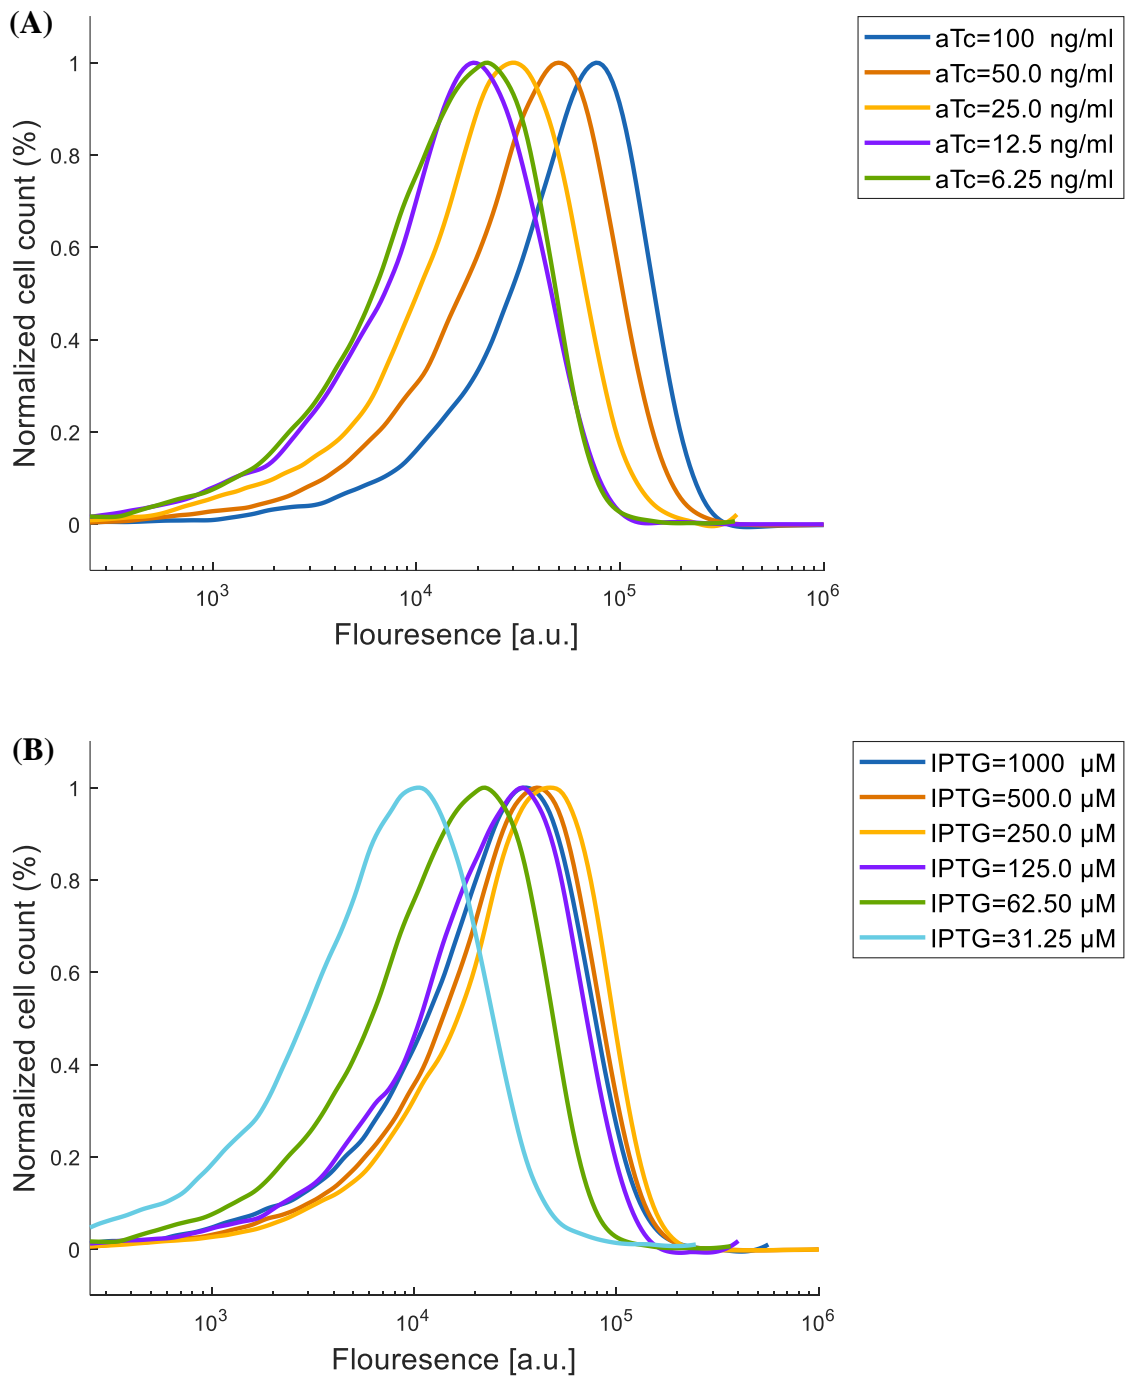 (A)
Normalized cell count (%)
1
0.8
0.6
0.4
0.2
0
10³
10⁴
10⁵
10⁶
Flouresence [a.u.]
aTc=100 ng/ml
aTc=50.0 ng/ml
aTc=25.0 ng/ml
aTc=12.5 ng/ml
aTc=6.25 ng/ml
(B)
Normalized cell count (%)
1
0.8
0.6
0.4
0.2
0
10³
10⁴
10⁵
10⁶
Flouresence [a.u.]
IPTG=1000 µM
IPTG=500.0 µM
IPTG=250.0 µM
IPTG=125.0 µM
IPTG=62.50 µM
IPTG=31.25 µM